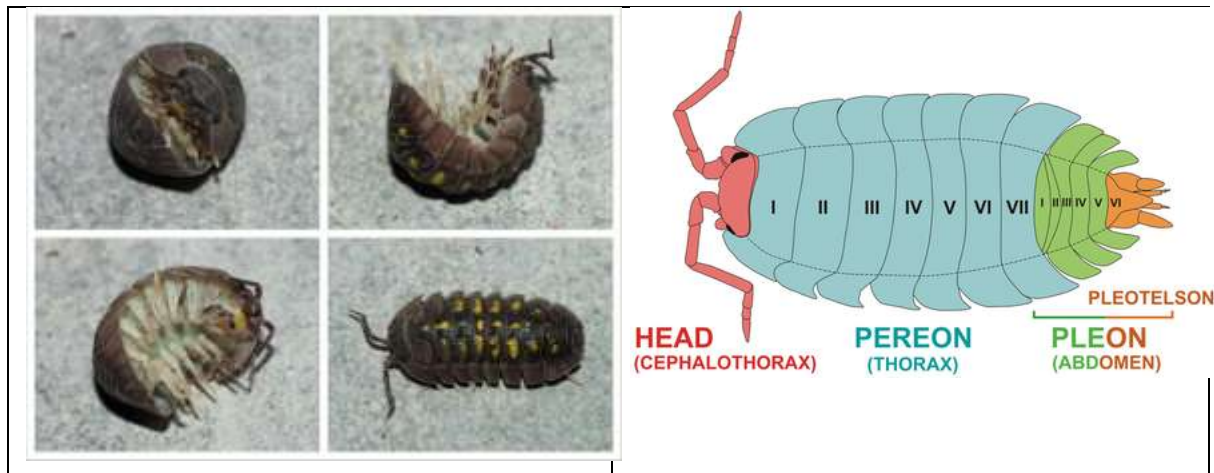 I II III IV V VI VII I II III IV V VI
PLEOTELSON
HEAD PEREON PLEON
(CEPHALOTHORAX) (THORAX) (ABDOMEN)